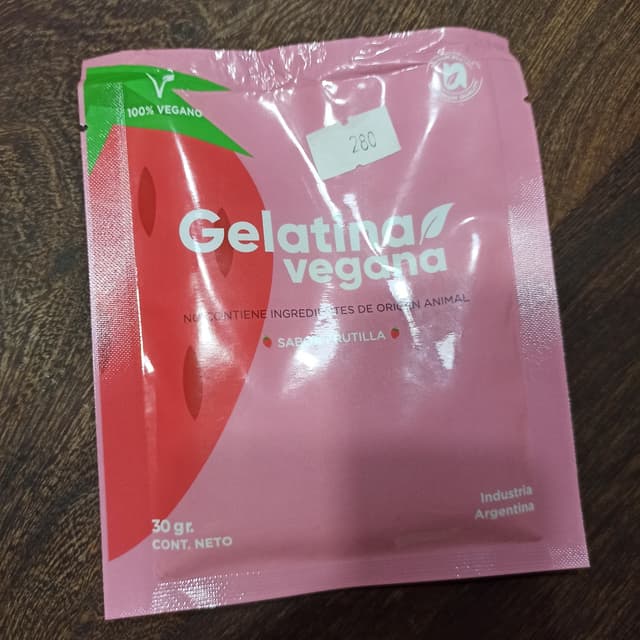 100% VEGANO
280
Gelatina
vegana
NO CONTIENE INGREDIENTES DE ORIGEN ANIMAL
SABOR FRUTILLA
Industria
Argentina
30 gr.
CONT. NETO